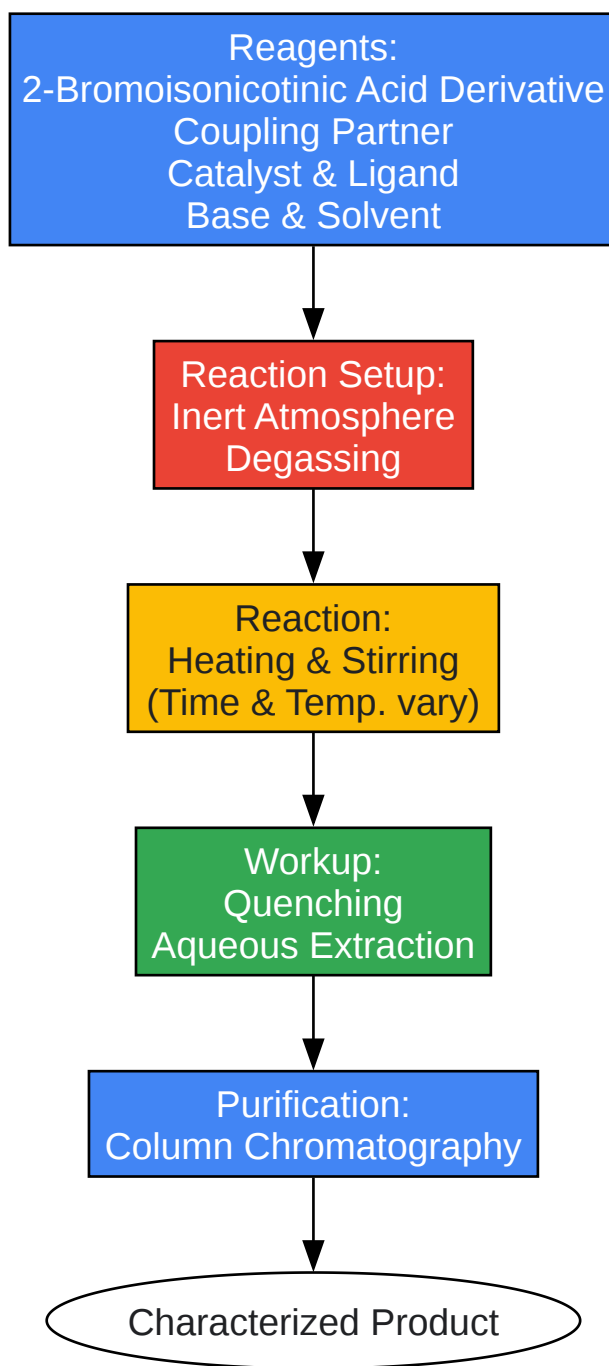 Reagents:
2-Bromoisonicotinic Acid Derivative
Coupling Partner
Catalyst & Ligand
Base & Solvent
Reaction Setup:
Inert Atmosphere
Degassing
Reaction:
Heating & Stirring
(Time & Temp. vary)
Workup:
Quenching
Aqueous Extraction
Purification:
Column Chromatography
Characterized Product